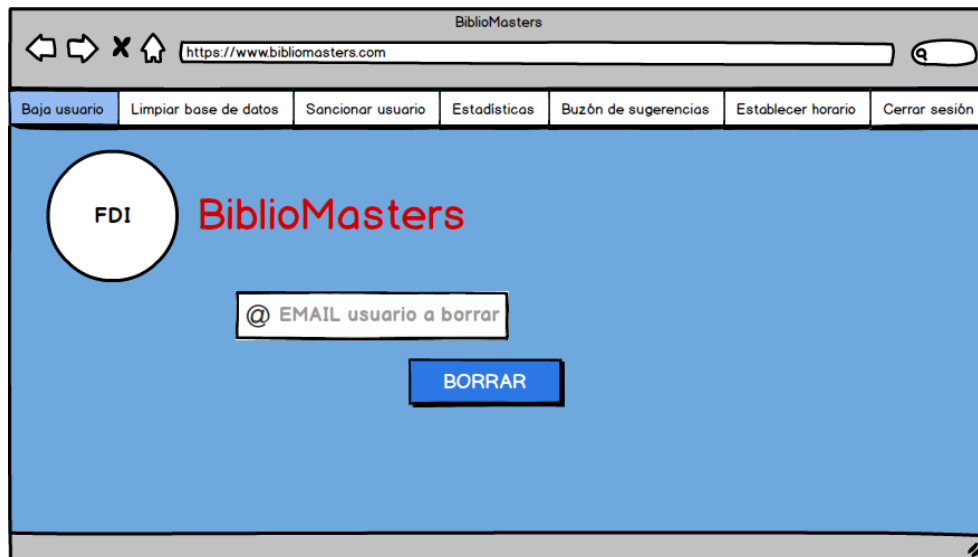 BiblioMasters
https://www.bibliomasters.com
Baja usuario Limpiar base de datos Sancionar usuario Estadísticas Buzón de sugerencias Establecer horario Cerrar sesión
FDI
BiblioMasters
@ EMAIL usuario a borrar
BORRAR